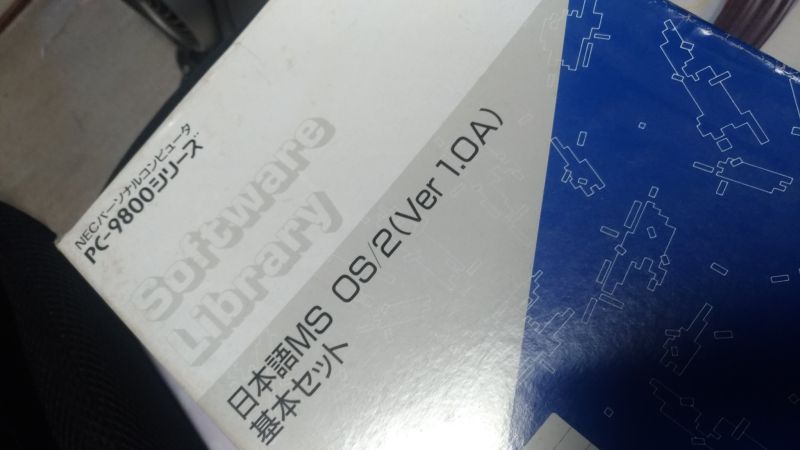 NECパーソナルコンピュータ
PC-9800シリーズ
Software
Library
日本語MS OS/2(Ver 1.0A)
基本セット